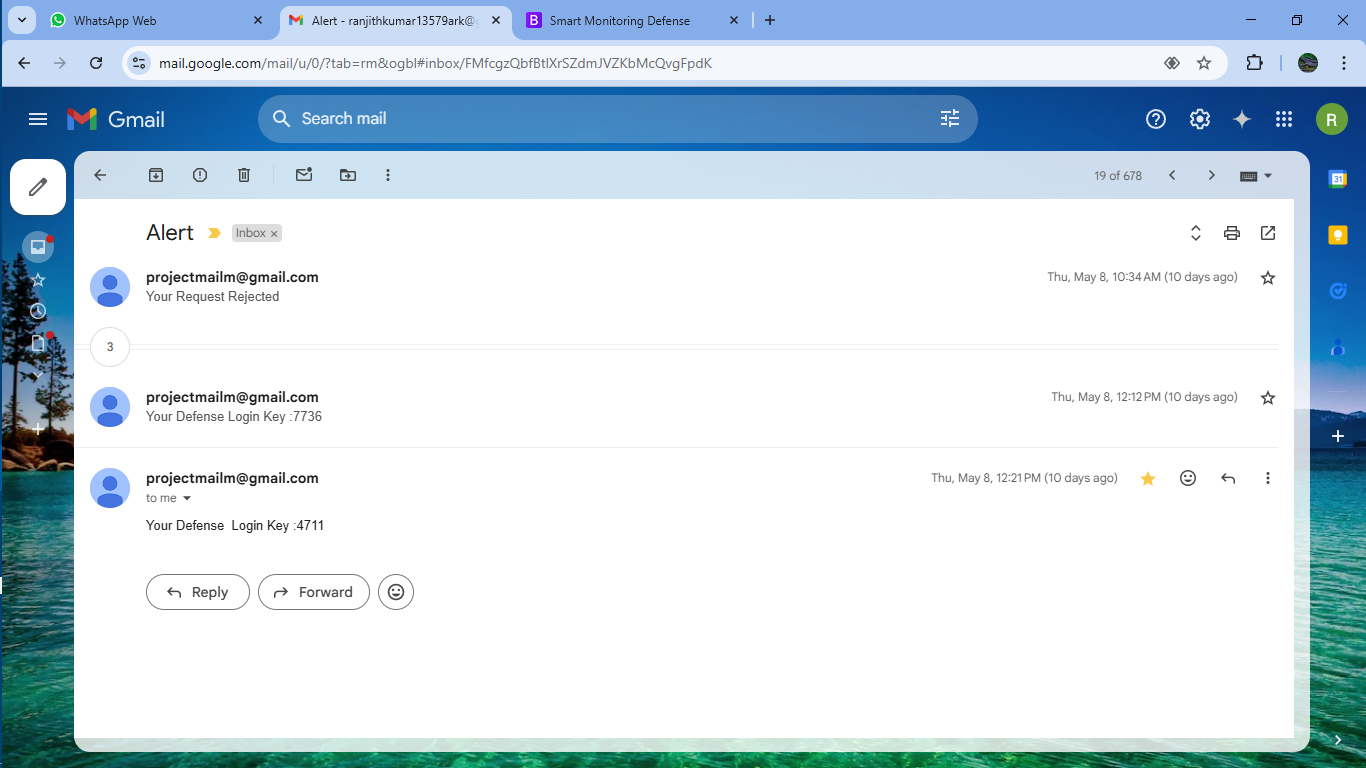 WhatsApp Web
Alert - ranjithkumar13579ark@g
Smart Monitoring Defense
mail.google.com/mail/u/0/?tab=rm&ogbl#inbox/FMfcgzQbfBtlXrSZdmJVZKbMcQvgFpdK
Gmail
Search mail
R
19 of 678
31
Alert
Inbox ×
projectmailm@gmail.com
Thu, May 8, 10:34 AM (10 days ago)
Your Request Rejected
3
projectmailm@gmail.com
Thu, May 8, 12:12 PM (10 days ago)
Your Defense Login Key :7736
projectmailm@gmail.com
Thu, May 8, 12:21 PM (10 days ago)
to me
Your Defense  Login Key :4711
Reply
Forward